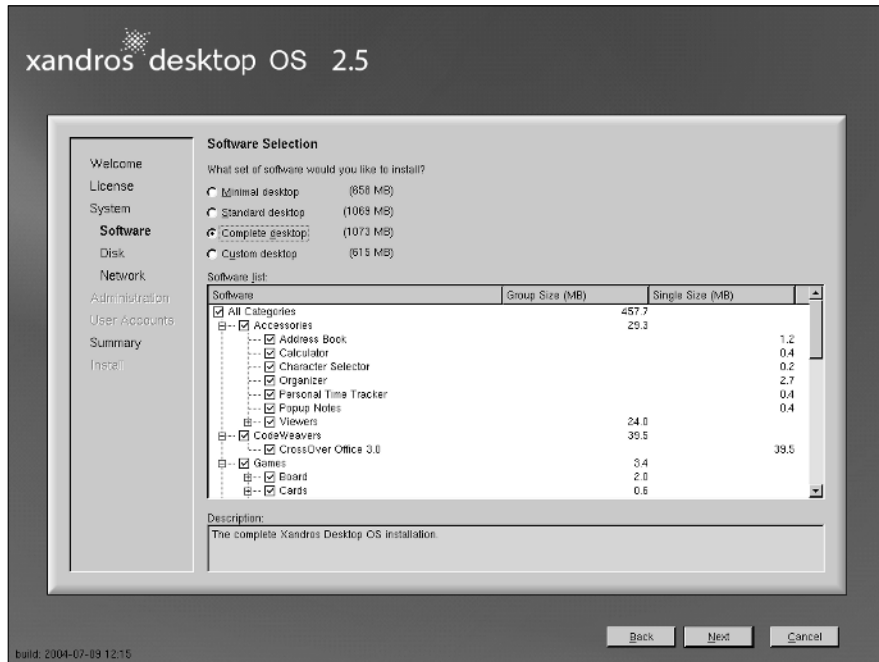 xandros desktop OS 2.5
Welcome
License
System
Software
Disk
Network
Administration
User Accounts
Summary
Install
Software Selection
What set of software would you like to install?
Minimal desktop (658 MB)
Standard desktop (1069 MB)
Complete desktop (1073 MB)
Custom desktop (615 MB)
Software list:
Software Group Size (MB) Single Size (MB)
All Categories 457.7
Accessories 29.3
Address Book 1.2
Calculator 0.4
Character Selector 0.2
Organizer 2.7
Personal Time Tracker 0.4
Popup Notes 0.4
Viewers 24.0
CodeWeavers 39.5
CrossOver Office 3.0 39.5
Games 3.4
Board 2.0
Cards 0.6
Description:
The complete Xandros Desktop OS installation.
Back Next Cancel
build: 2004-07-09 12:15